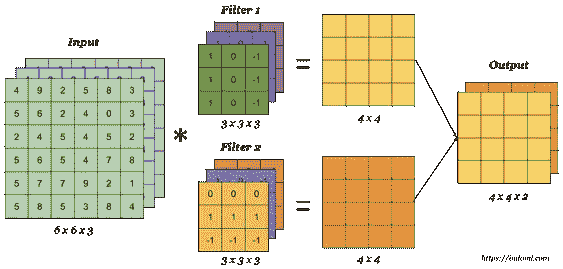 Input
4 9 2 5 8 3
5 6 2 4 0 3
2 4 5 4 5 2
5 6 5 4 7 8
5 7 7 9 2 1
5 8 5 3 8 4
6 x 6 x 3
*
Filter 1
1 0 -1
1 0 -1
1 0 -1
3 x 3 x 3
=
4 x 4
Filter 2
0 0 0
1 1 1
-1 -1 -1
3 x 3 x 3
=
4 x 4
Output
4 x 4 x 2
https://indoml.com